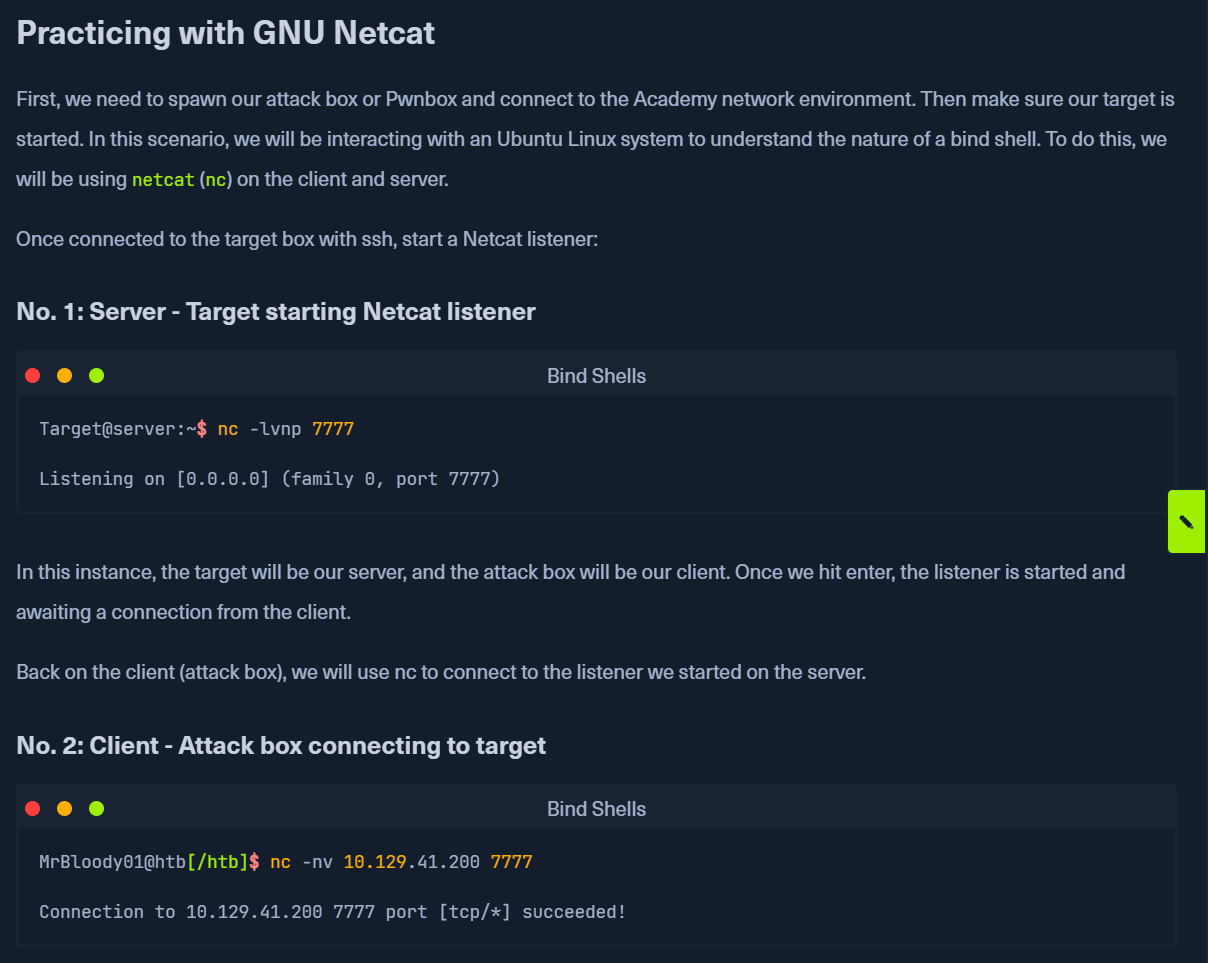 Practicing with GNU Netcat
First, we need to spawn our attack box or Pwnbox and connect to the Academy network environment. Then make sure our target is
started. In this scenario, we will be interacting with an Ubuntu Linux system to understand the nature of a bind shell. To do this, we
will be using netcat (nc) on the client and server.
Once connected to the target box with ssh, start a Netcat listener:
No. 1: Server - Target starting Netcat listener
Bind Shells
Target@server:~$ nc -lvnp 7777
Listening on [0.0.0.0] (family 0, port 7777)
In this instance, the target will be our server, and the attack box will be our client. Once we hit enter, the listener is started and
awaiting a connection from the client.
Back on the client (attack box), we will use nc to connect to the listener we started on the server.
No. 2: Client - Attack box connecting to target
Bind Shells
MrBloody01@htb[/htb]$ nc -nv 10.129.41.200 7777
Connection to 10.129.41.200 7777 port [tcp/*] succeeded!